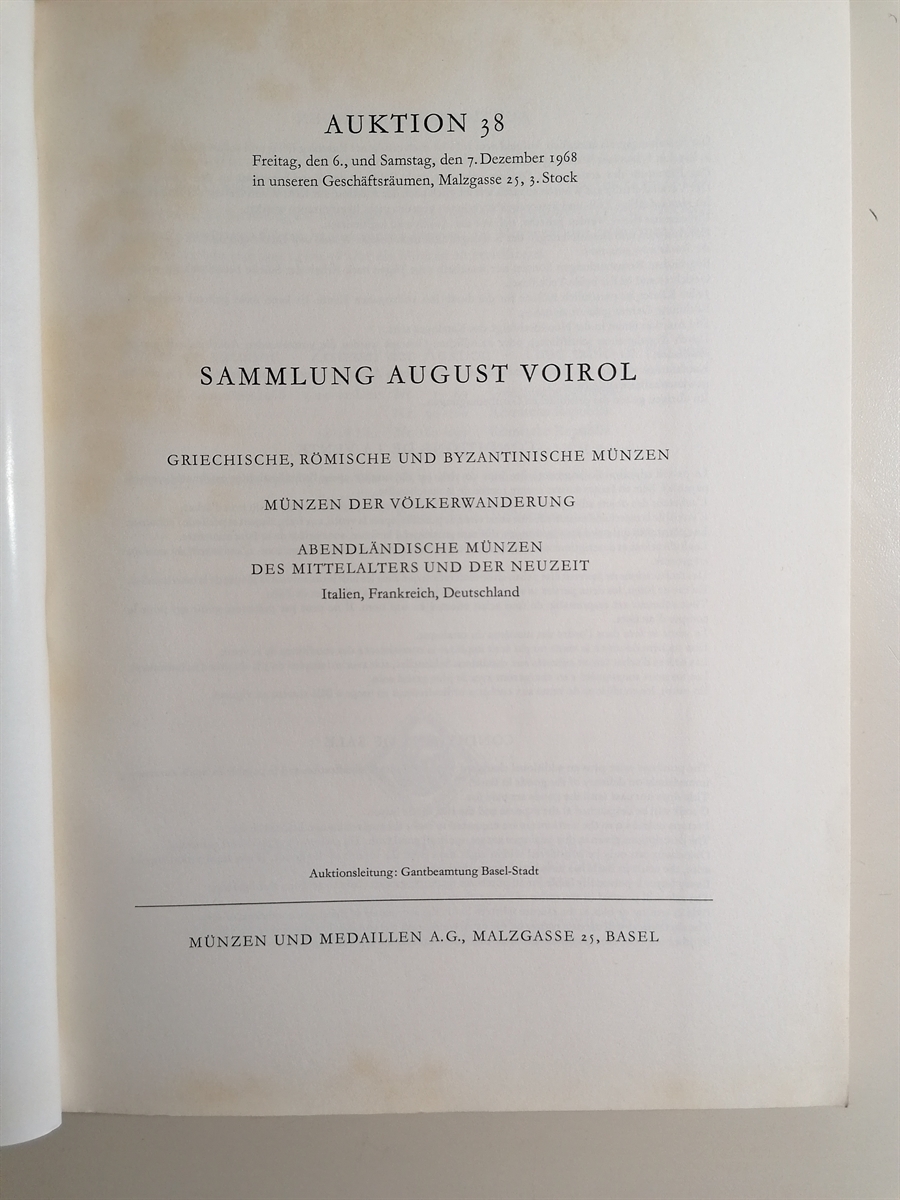 AUKTION 38
Freitag, den 6., und Samstag, den 7. Dezember 1968
in unseren Geschäftsräumen, Malzgasse 25, 3. Stock
SAMMLUNG AUGUST VOIROL
GRIECHISCHE, RÖMISCHE UND BYZANTINISCHE MÜNZEN
MÜNZEN DER VÖLKERWANDERUNG
ABENDLÄNDISCHE MÜNZEN
DES MITTELALTERS UND DER NEUZEIT
Italien, Frankreich, Deutschland
Auktionsleitung: Gantbeamtung Basel-Stadt
MÜNZEN UND MEDAILLEN A.G., MALZGASSE 25, BASEL